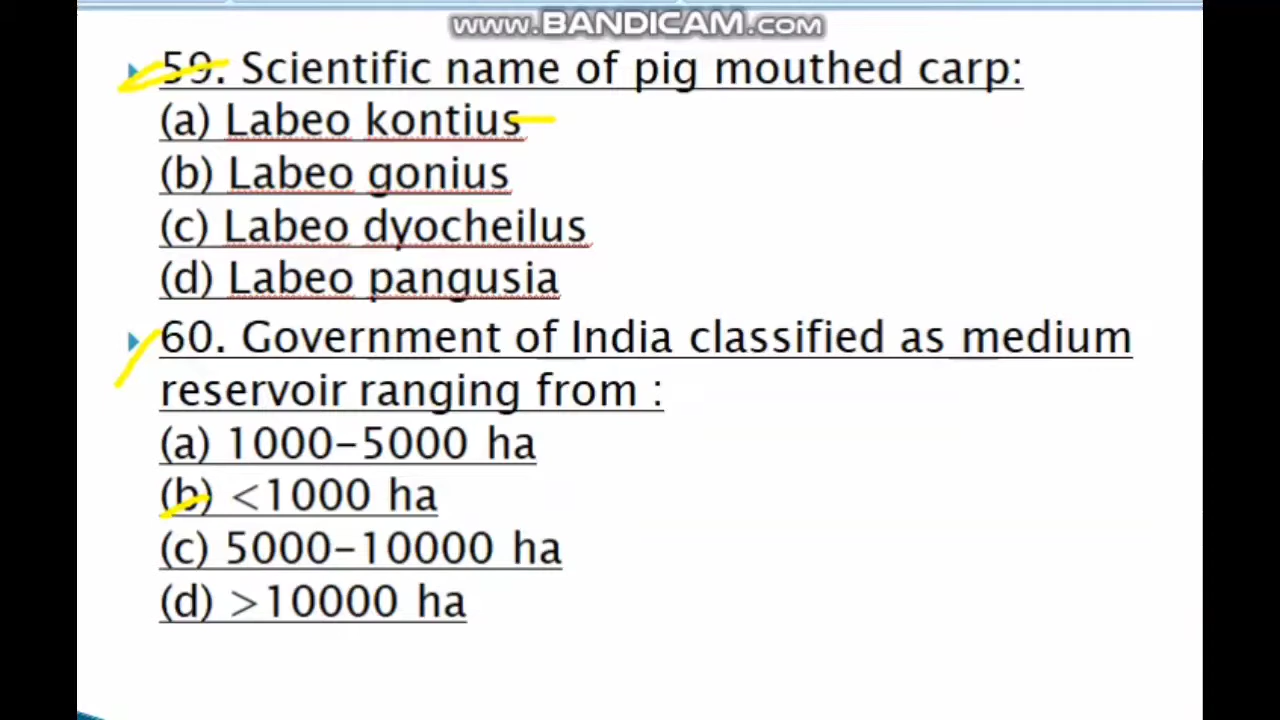 www.BANDICAM.com
59. Scientific name of pig mouthed carp:
(a) Labeo kontius
(b) Labeo gonius
(c) Labeo dyocheilus
(d) Labeo pangusia
60. Government of India classified as medium
reservoir ranging from :
(a) 1000-5000 ha
(b) <1000 ha
(c) 5000-10000 ha
(d) >10000 ha